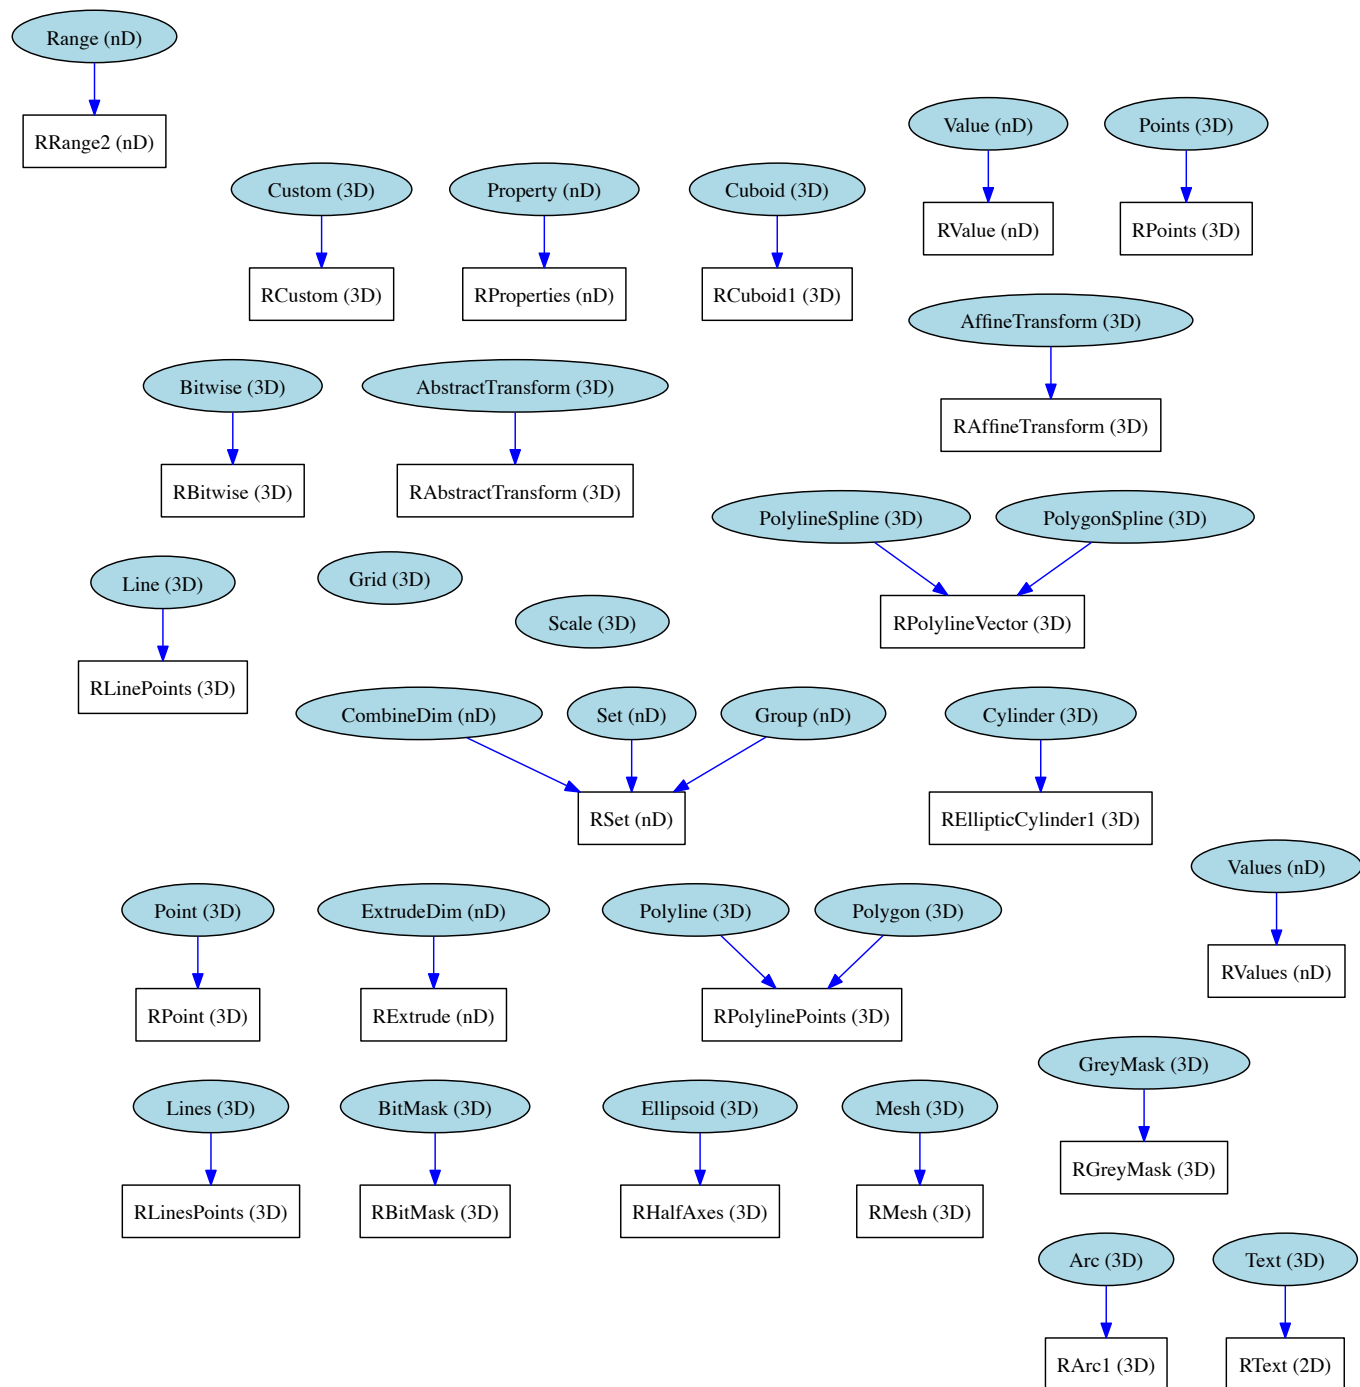 Range (nD)
RRange2 (nD)
Value (nD)
Points (3D)
RValue (nD)
RPoints (3D)
Custom (3D)
Property (nD)
Cuboid (3D)
RCustom (3D)
RProperties (nD)
RCuboid1 (3D)
AffineTransform (3D)
RAffineTransform (3D)
Bitwise (3D)
AbstractTransform (3D)
RBitwise (3D)
RAbstractTransform (3D)
PolylineSpline (3D)
PolygonSpline (3D)
RPolylineVector (3D)
Line (3D)
Grid (3D)
Scale (3D)
RLinePoints (3D)
CombineDim (nD)
Set (nD)
Group (nD)
Cylinder (3D)
RSet (nD)
REllipticCylinder1 (3D)
Values (nD)
RValues (nD)
Point (3D)
ExtrudeDim (nD)
Polyline (3D)
Polygon (3D)
RPoint (3D)
RExtrude (nD)
RPolylinePoints (3D)
GreyMask (3D)
RGreyMask (3D)
Lines (3D)
BitMask (3D)
Ellipsoid (3D)
Mesh (3D)
RLinesPoints (3D)
RBitMask (3D)
RHalfAxes (3D)
RMesh (3D)
Arc (3D)
Text (3D)
RArc1 (3D)
RText (2D)